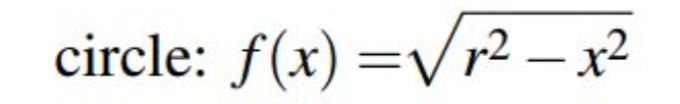 circle: f(x) = √(r² – x²)